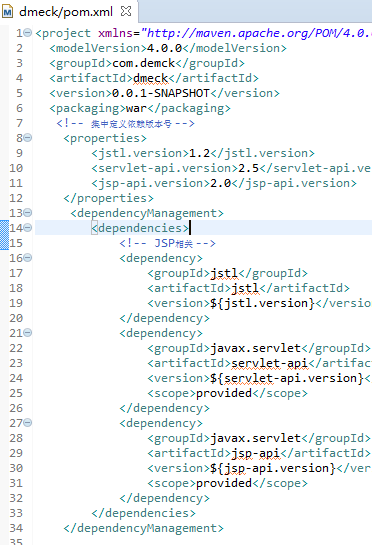 dmeck/pom.xml
1 <project xmlns="http://maven.apache.org/POM/4.0.
2 <modelVersion>4.0.0</modelVersion>
3 <groupId>com.demck</groupId>
4 <artifactId>dmeck</artifactId>
5 <version>0.0.1-SNAPSHOT</version>
6 <packaging>war</packaging>
7 <!-- 集中定义依赖版本号 -->
8 <properties>
9 <jstl.version>1.2</jstl.version>
10 <servlet-api.version>2.5</servlet-api.ve
11 <jsp-api.version>2.0</jsp-api.version>
12 </properties>
13 <dependencyManagement>
14 <dependencies>
15 <!-- JSP相关 -->
16 <dependency>
17 <groupId>jstl</groupId>
18 <artifactId>jstl</artifactId>
19 <version>${jstl.version}</versio
20 </dependency>
21 <dependency>
22 <groupId>javax.servlet</groupId>
23 <artifactId>servlet-api</artifac
24 <version>${servlet-api.version}<
25 <scope>provided</scope>
26 </dependency>
27 <dependency>
28 <groupId>javax.servlet</groupId>
29 <artifactId>jsp-api</artifactId>
30 <version>${jsp-api.version}</ver
31 <scope>provided</scope>
32 </dependency>
33 </dependencies>
34 </dependencyManagement>
35